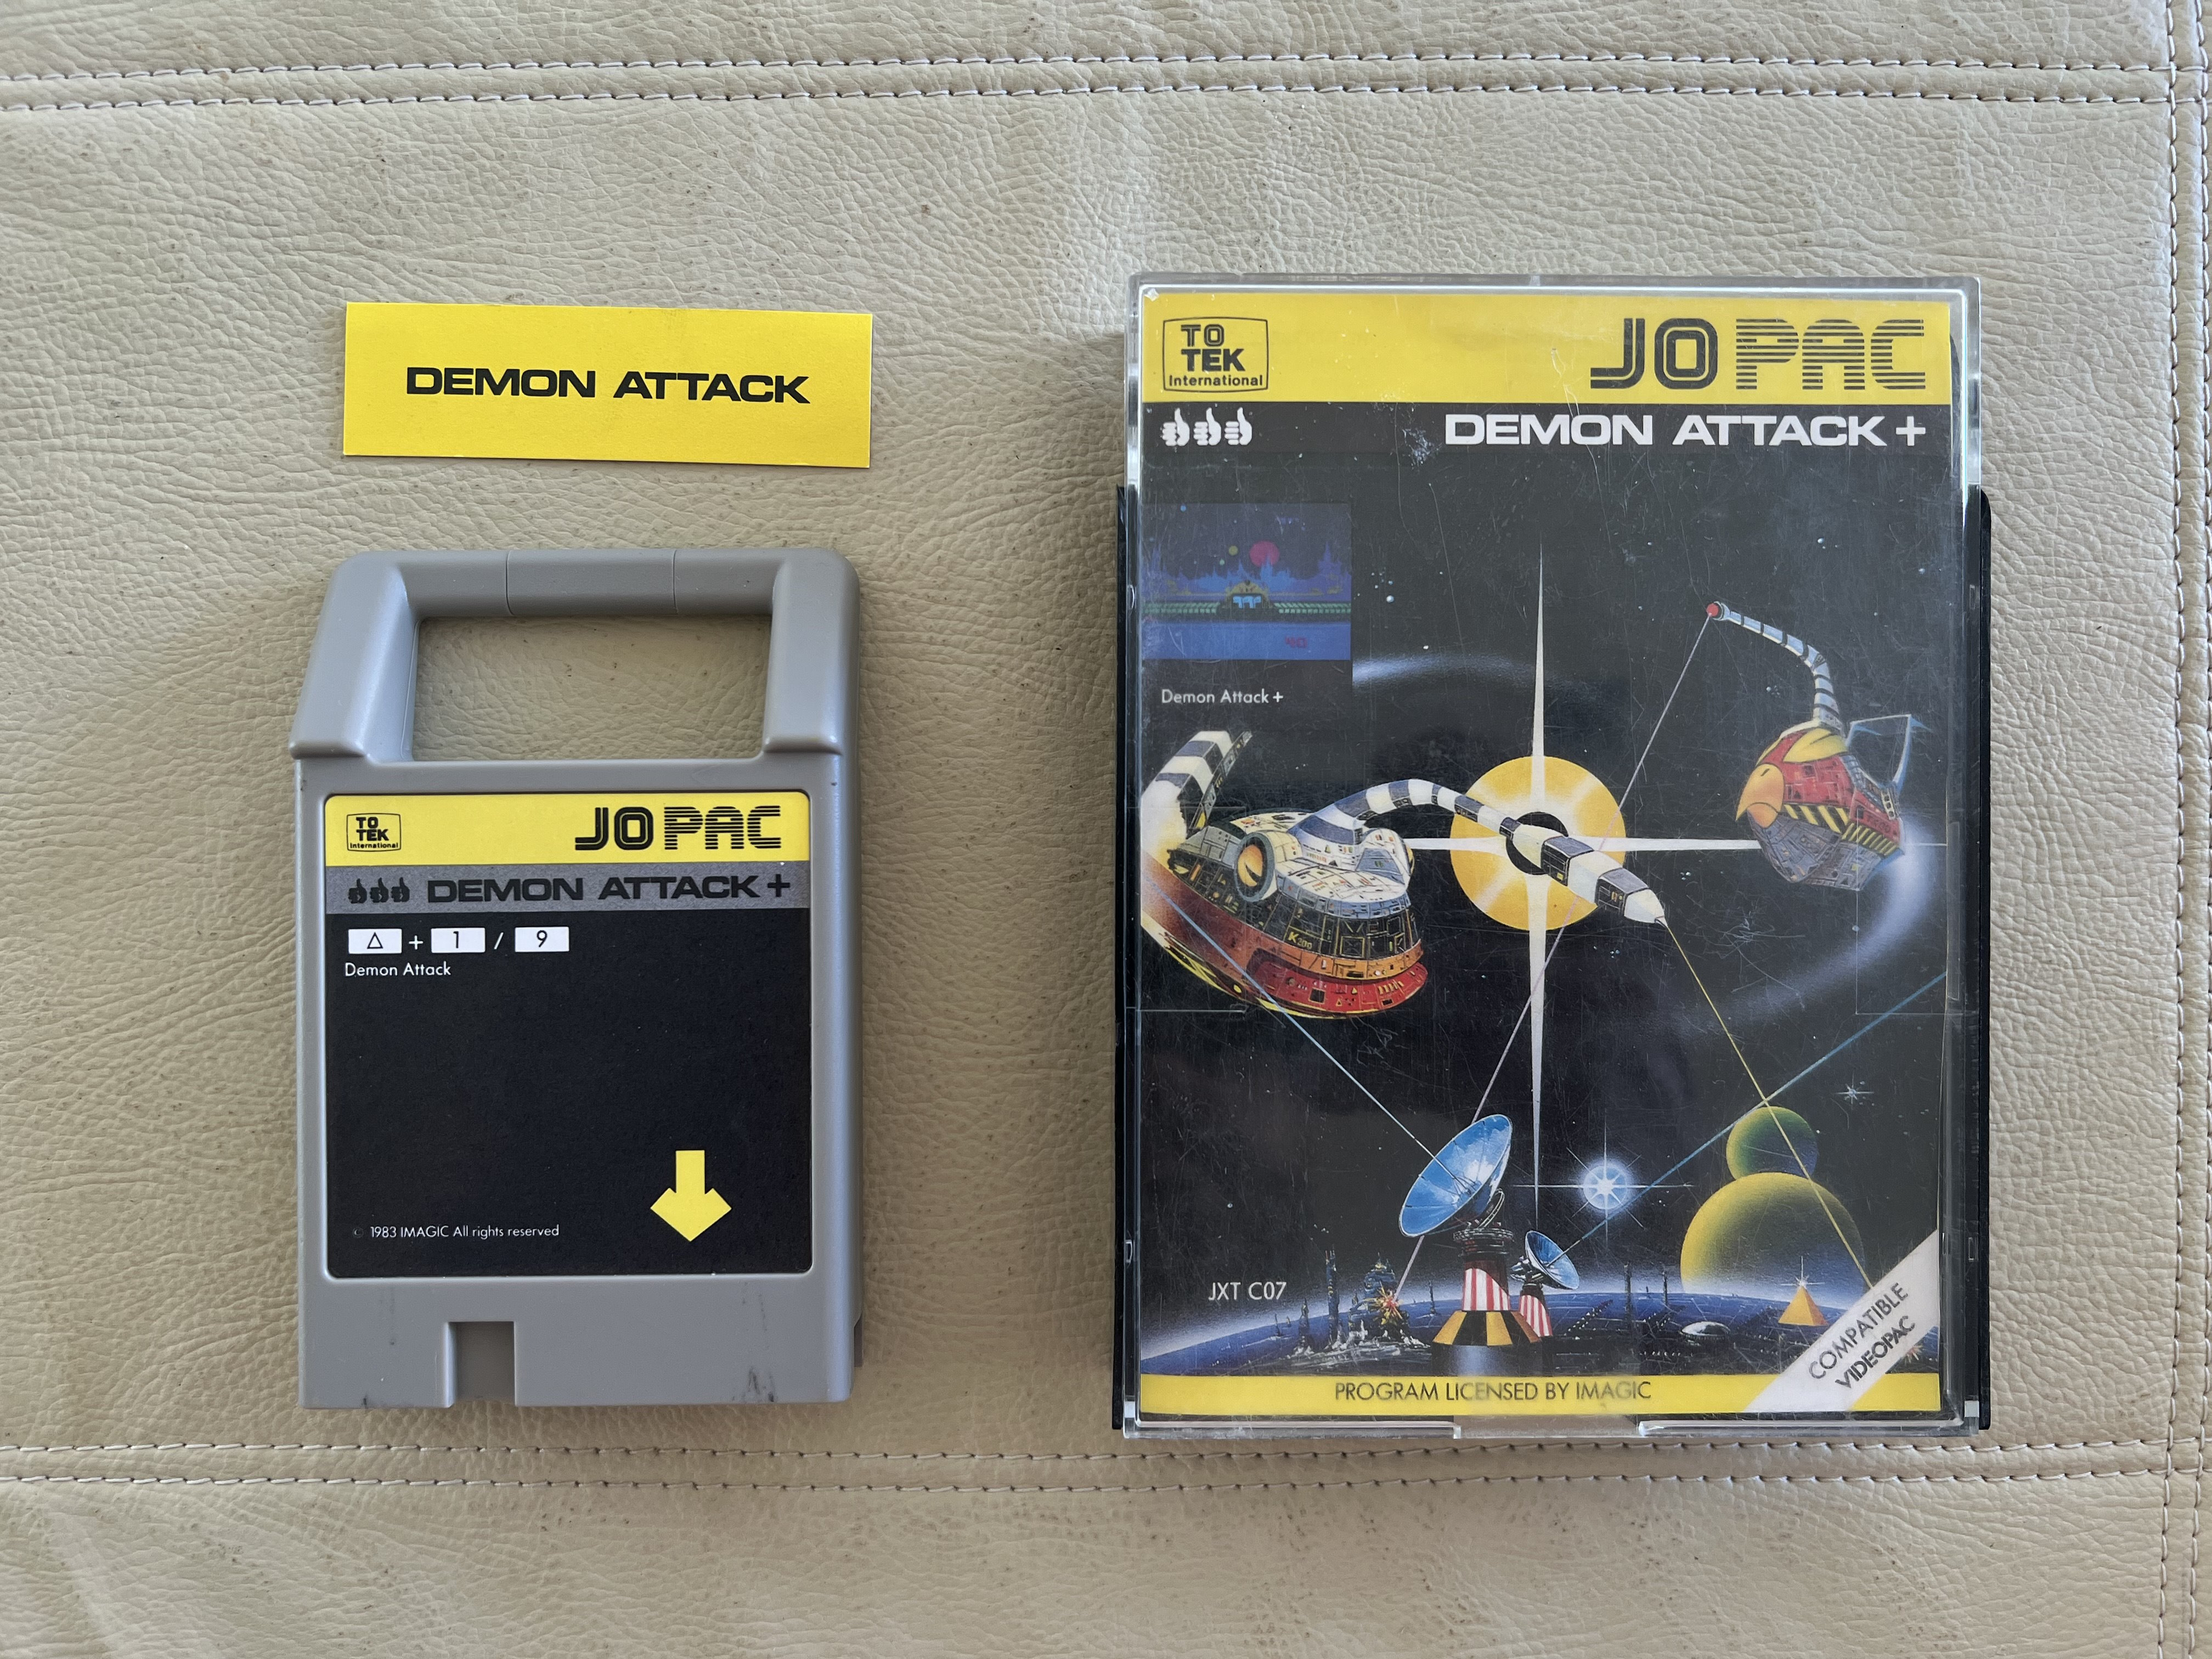 DEMON ATTACK
TO
TEK
International
JO PAC
DEMON ATTACK +
△ + 1 / 9
Demon Attack
© 1983 IMAGIC All rights reserved
TO
TEK
International
JO PAC
DEMON ATTACK +
Demon Attack +
JXT C07
COMPATIBLE
VIDEOPAC
PROGRAM LICENSED BY IMAGIC